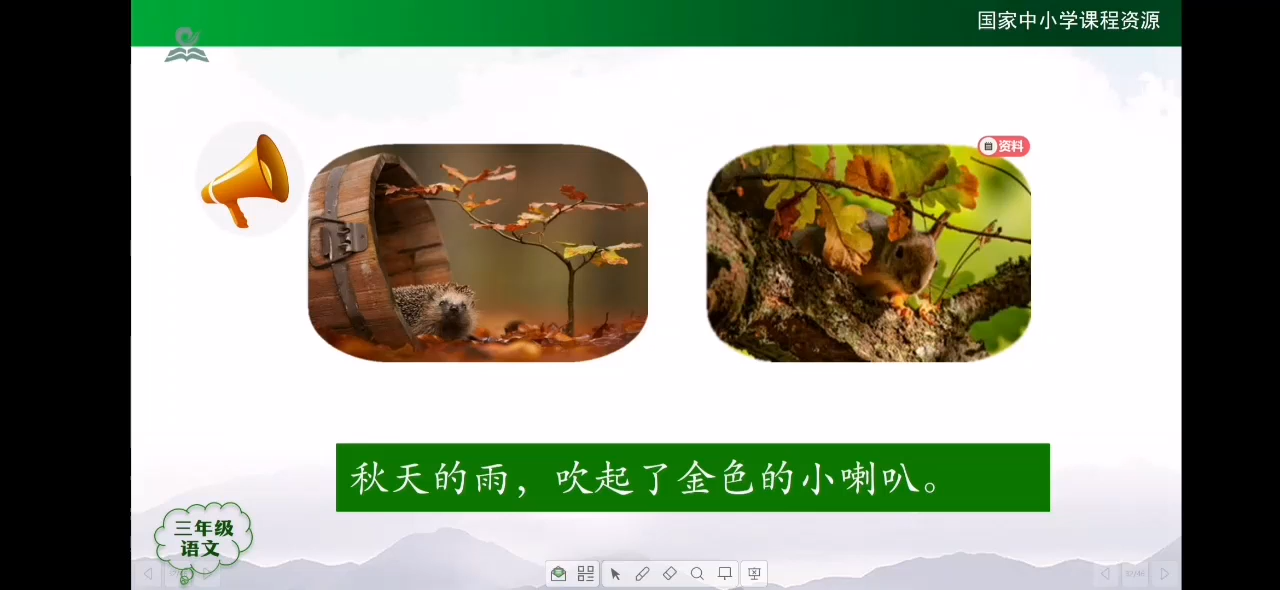 国家中小学课程资源
资料
秋天的雨，吹起了金色的小喇叭。
三年级
语文